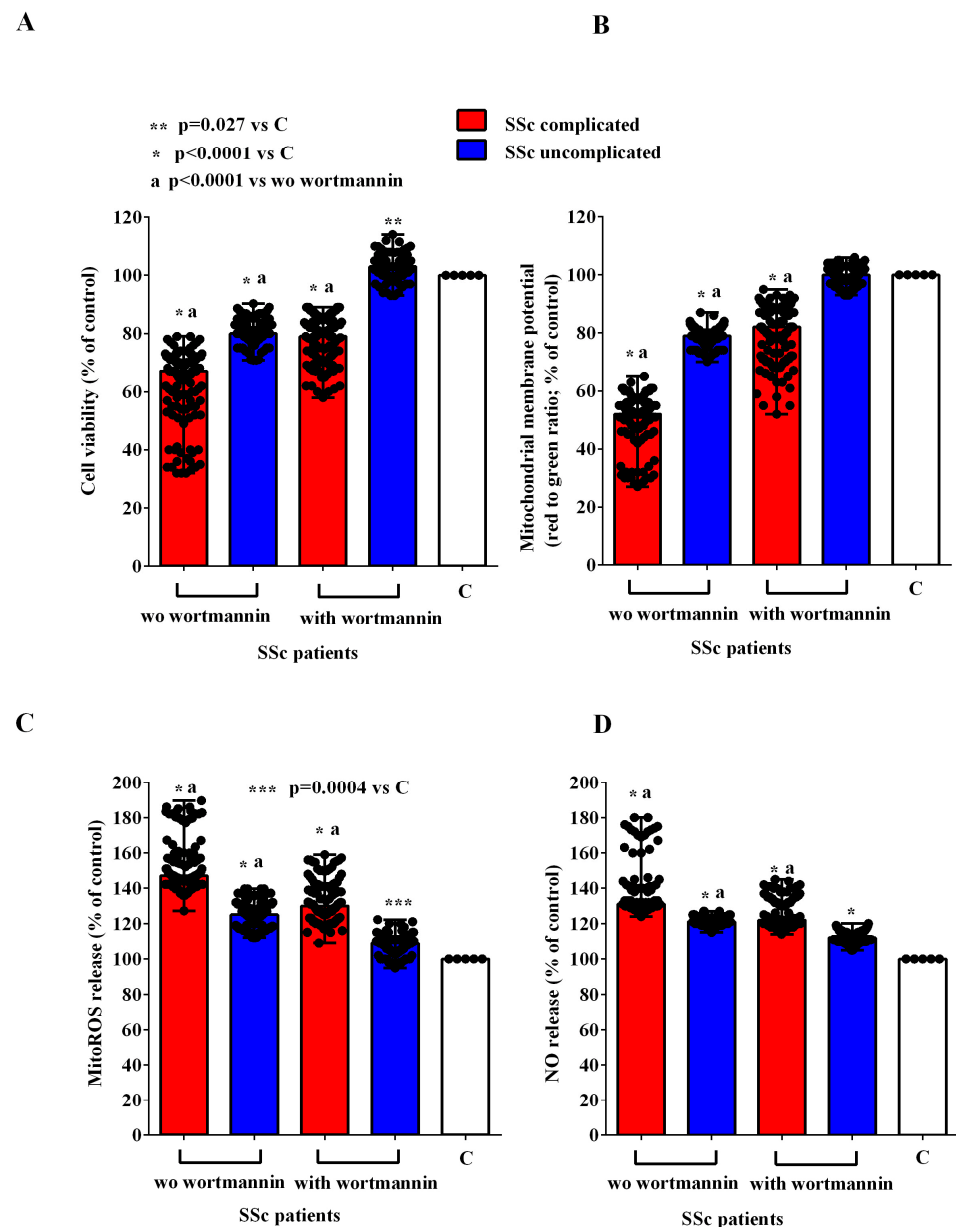 A
B
** p=0.027 vs C
* p<0.0001 vs C
a p<0.0001 vs wo wortmannin
SSc complicated
SSc uncomplicated
Cell viability (% of control)
120
100
80
60
40
20
0
* a
* a
* a
**
wo wortmannin
with wortmannin
C
SSc patients
Mitochondrial membrane potential
(red to green ratio; % of control)
120
100
80
60
40
20
0
* a
* a
* a
wo wortmannin
with wortmannin
C
SSc patients
C
D
MitoROS release (% of control)
200
180
160
140
120
100
80
60
40
20
0
*** p=0.0004 vs C
* a
* a
* a
***
wo wortmannin
with wortmannin
C
SSc patients
NO release (% of control)
200
180
160
140
120
100
80
60
40
20
0
* a
* a
* a
*
wo wortmannin
with wortmannin
C
SSc patients